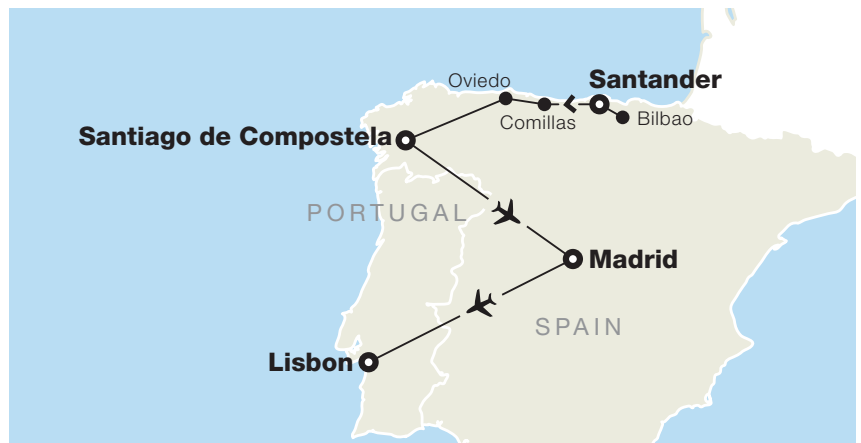 Oviedo
Santander
Comillas
Bilbao
Santiago de Compostela
PORTUGAL
Madrid
SPAIN
Lisbon